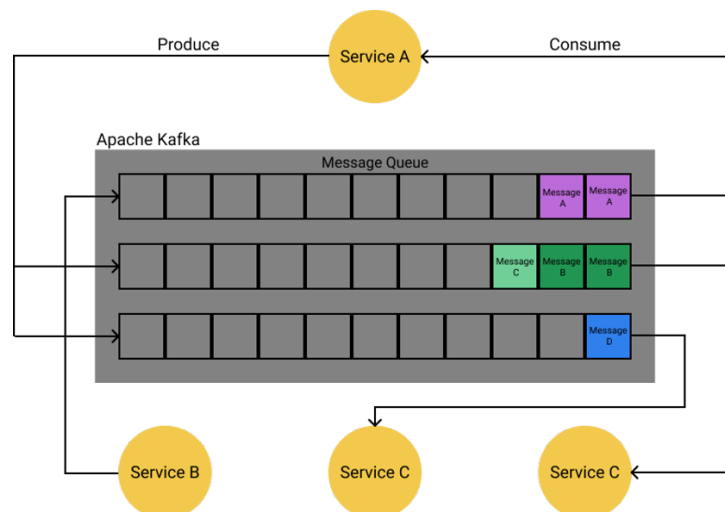 Produce
Service A
Consume
Apache Kafka
Message Queue
Message
A
Message
A
Message
C
Message
B
Message
B
Message
D
Service B
Service C
Service C